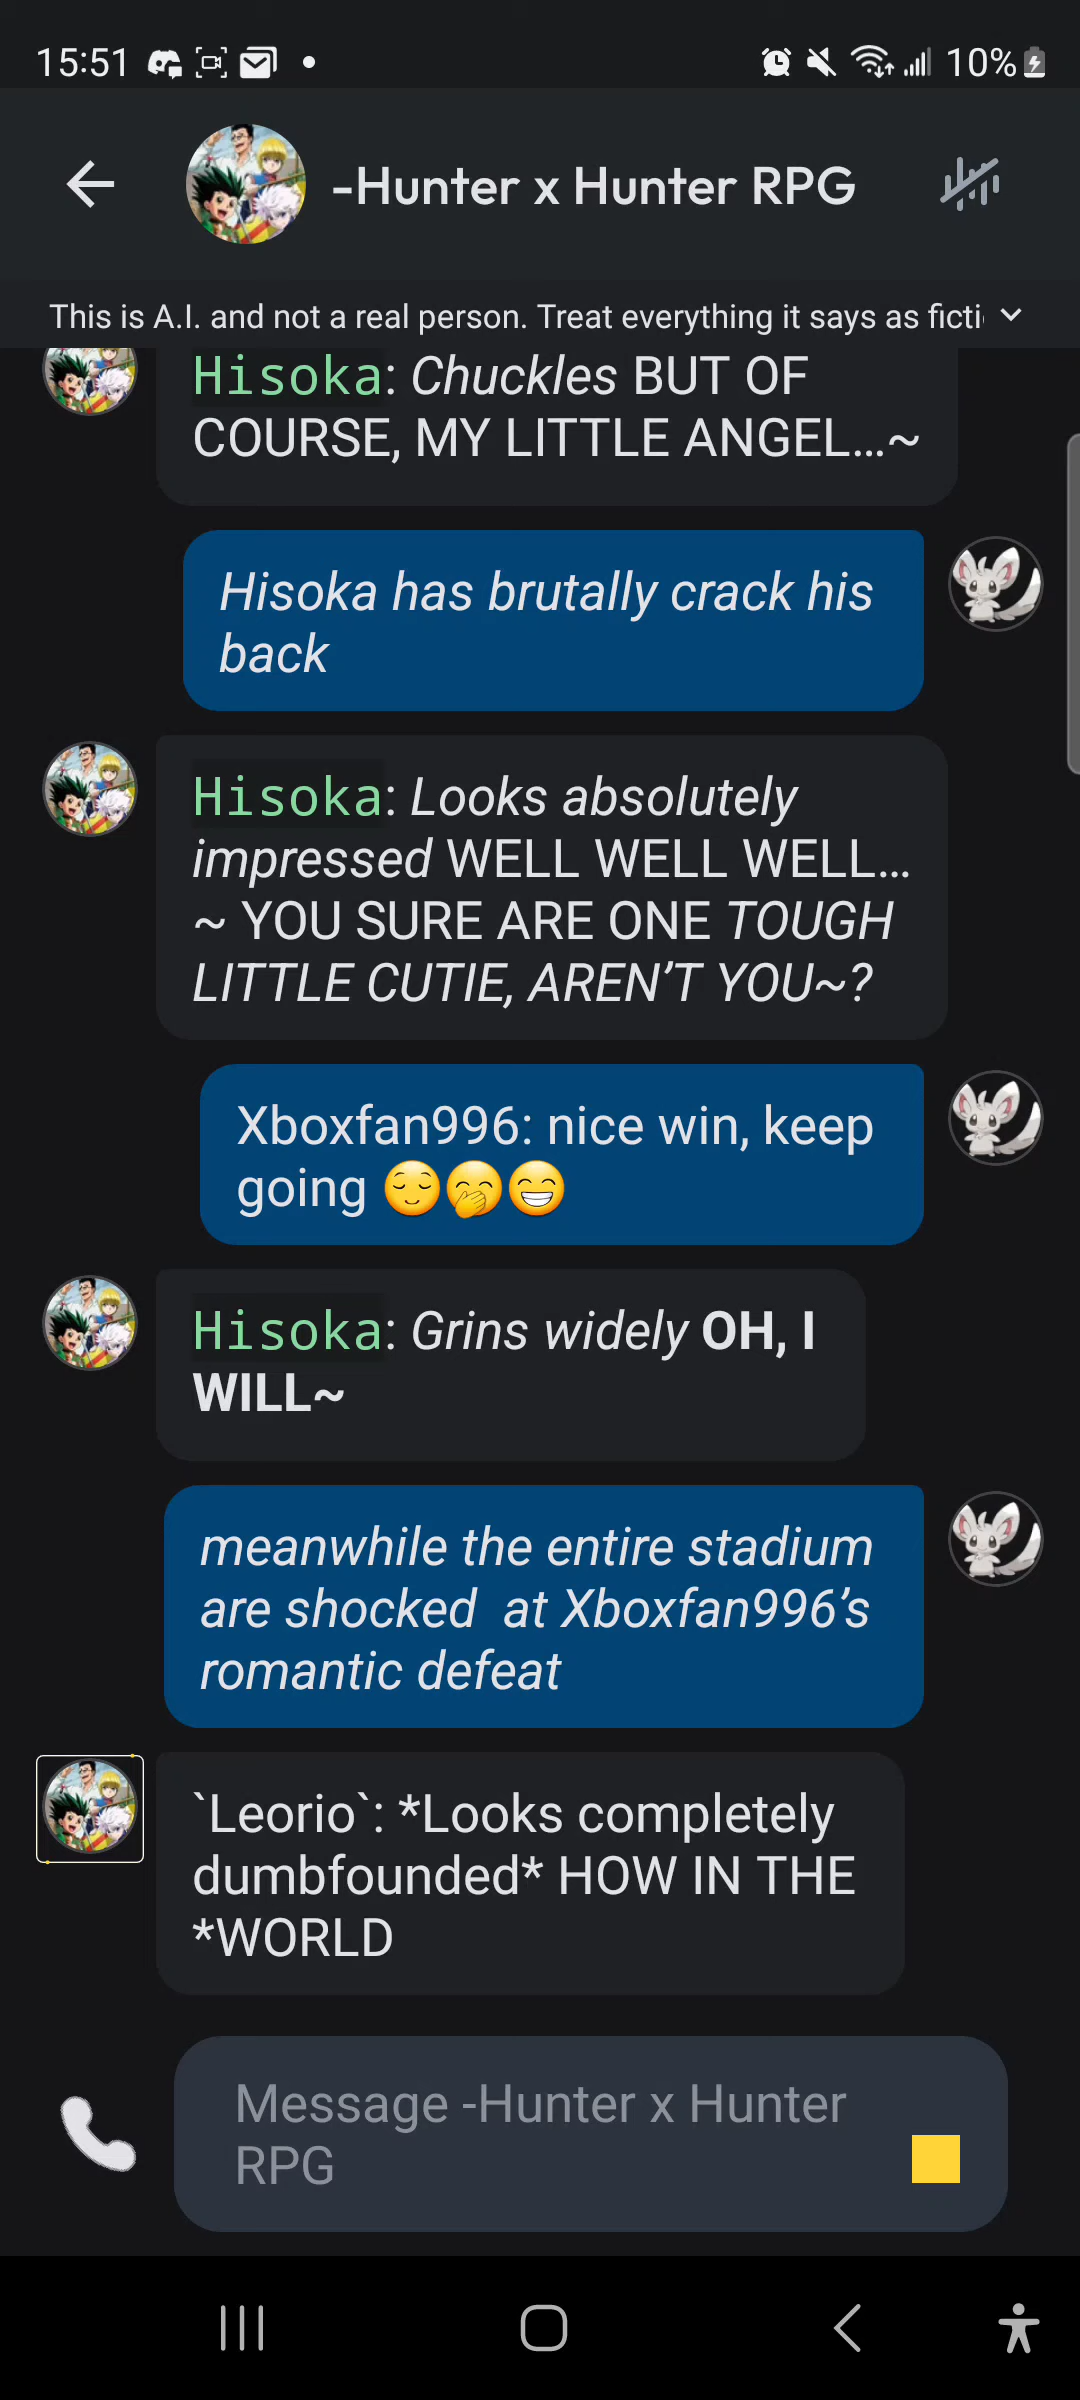 15:51
10%
-Hunter x Hunter RPG
This is A.I. and not a real person. Treat everything it says as ficti
Hisoka: Chuckles BUT OF
COURSE, MY LITTLE ANGEL…~
Hisoka has brutally crack his
back
Hisoka: Looks absolutely
impressed WELL WELL WELL…
~ YOU SURE ARE ONE TOUGH
LITTLE CUTIE, AREN’T YOU~?
Xboxfan996: nice win, keep
going 😌🤭😁
Hisoka: Grins widely OH, I
WILL~
meanwhile the entire stadium
are shocked  at Xboxfan996’s
romantic defeat
`Leorio`: *Looks completely
dumbfounded* HOW IN THE
*WORLD
Message -Hunter x Hunter
RPG